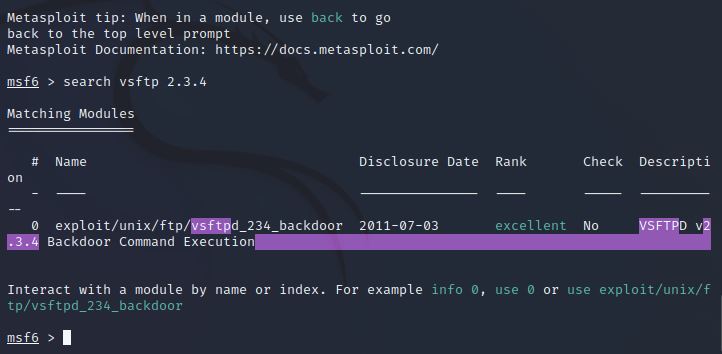 Metasploit tip: When in a module, use back to go
back to the top level prompt
Metasploit Documentation: https://docs.metasploit.com/
msf6 > search vsftp 2.3.4
Matching Modules
================
   #  Name                                  Disclosure Date  Rank       Check  Descripti
on
   -  ----                                  ---------------  ----       -----  ---------
--
   0  exploit/unix/ftp/vsftpd_234_backdoor  2011-07-03       excellent  No     VSFTPD v2
.3.4 Backdoor Command Execution
Interact with a module by name or index. For example info 0, use 0 or use exploit/unix/f
tp/vsftpd_234_backdoor
msf6 >